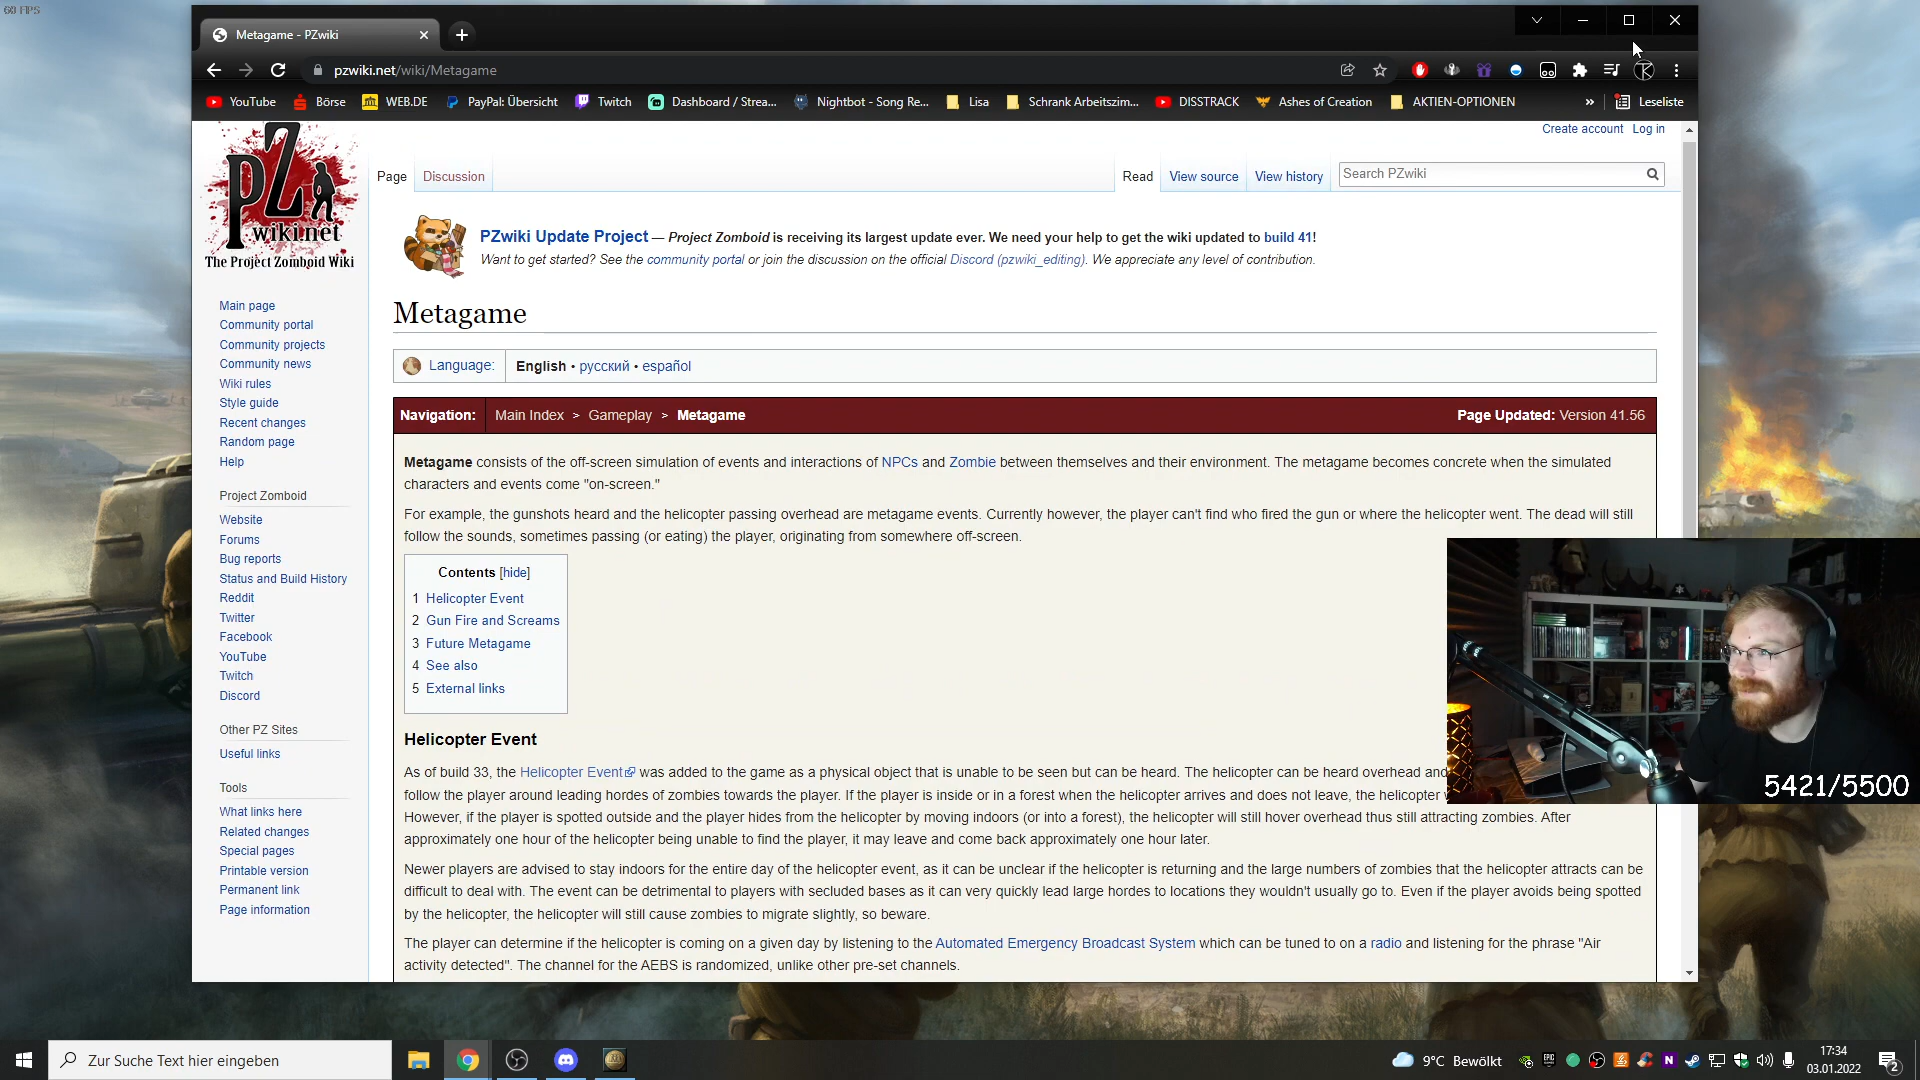 60 FPS
Metagame - PZwiki
pzwiki.net/wiki/Metagame
YouTube Börse WEB.DE PayPal: Übersicht Twitch Dashboard / Strea... Nightbot - Song Re... Lisa Schrank Arbeitszim... DISSTRACK Ashes of Creation AKTIEN-OPTIONEN » Leseliste
Create account Log in
PZ
wiki.net
The Project Zomboid Wiki
Page Discussion Read View source View history Search PZwiki
PZwiki Update Project — Project Zomboid is receiving its largest update ever. We need your help to get the wiki updated to build 41!
Want to get started? See the community portal or join the discussion on the official Discord (pzwiki_editing). We appreciate any level of contribution.
Main page
Community portal
Community projects
Community news
Wiki rules
Style guide
Recent changes
Random page
Help
Project Zomboid
Website
Forums
Bug reports
Status and Build History
Reddit
Twitter
Facebook
YouTube
Twitch
Discord
Other PZ Sites
Useful links
Tools
What links here
Related changes
Special pages
Printable version
Permanent link
Page information
Metagame
Language: English • русский • español
Navigation: Main Index > Gameplay > Metagame Page Updated: Version 41.56
Metagame consists of the off-screen simulation of events and interactions of NPCs and Zombie between themselves and their environment. The metagame becomes concrete when the simulated
characters and events come "on-screen."
For example, the gunshots heard and the helicopter passing overhead are metagame events. Currently however, the player can't find who fired the gun or where the helicopter went. The dead will still
follow the sounds, sometimes passing (or eating) the player, originating from somewhere off-screen.
Contents [hide]
1 Helicopter Event
2 Gun Fire and Screams
3 Future Metagame
4 See also
5 External links
Helicopter Event
As of build 33, the Helicopter Event was added to the game as a physical object that is unable to be seen but can be heard. The helicopter can be heard overhead and
follow the player around leading hordes of zombies towards the player. If the player is inside or in a forest when the helicopter arrives and does not leave, the helicopter
However, if the player is spotted outside and the player hides from the helicopter by moving indoors (or into a forest), the helicopter will still hover overhead thus still attracting zombies. After
approximately one hour of the helicopter being unable to find the player, it may leave and come back approximately one hour later.
Newer players are advised to stay indoors for the entire day of the helicopter event, as it can be unclear if the helicopter is returning and the large numbers of zombies that the helicopter attracts can be
difficult to deal with. The event can be detrimental to players with secluded bases as it can very quickly lead large hordes to locations they wouldn't usually go to. Even if the player avoids being spotted
by the helicopter, the helicopter will still cause zombies to migrate slightly, so beware.
The player can determine if the helicopter is coming on a given day by listening to the Automated Emergency Broadcast System which can be tuned to on a radio and listening for the phrase "Air
activity detected". The channel for the AEBS is randomized, unlike other pre-set channels.
5421/5500
Zur Suche Text hier eingeben
9°C Bewölkt
17:34
03.01.2022
2